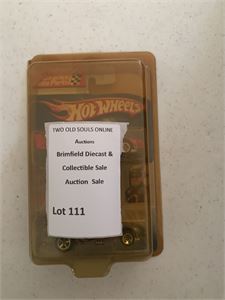 HOT WHEELS
TWO OLD SOULS ONLINE
Auctions
Brimfield Diecast &
Collectible Sale
Auction Sale
Lot 111